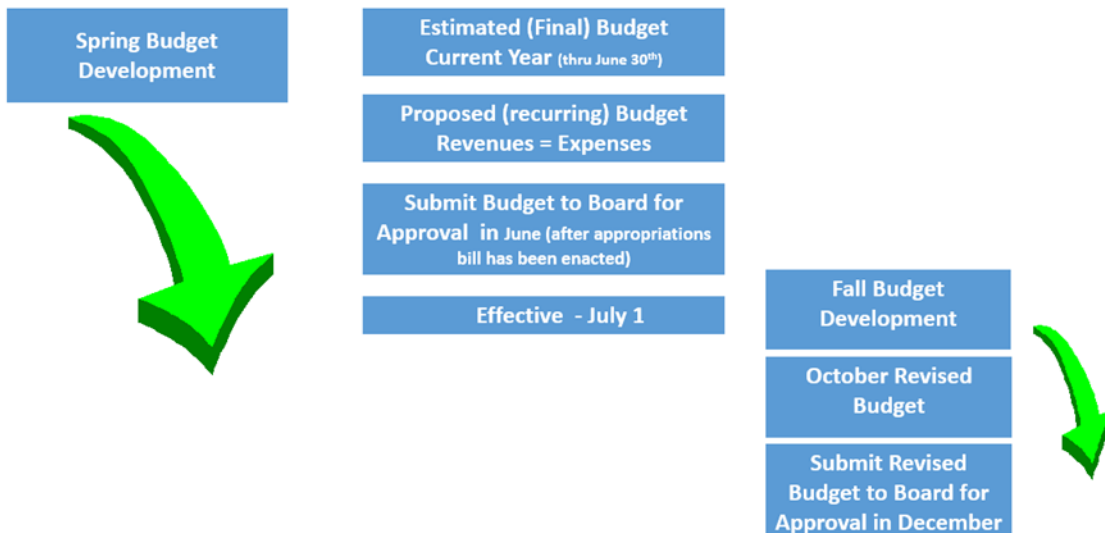 Spring Budget
Development
Estimated (Final) Budget
Current Year (thru June 30th)
Proposed (recurring) Budget
Revenues = Expenses
Submit Budget to Board for
Approval in June (after appropriations
bill has been enacted)
Effective - July 1
Fall Budget
Development
October Revised
Budget
Submit Revised
Budget to Board for
Approval in December